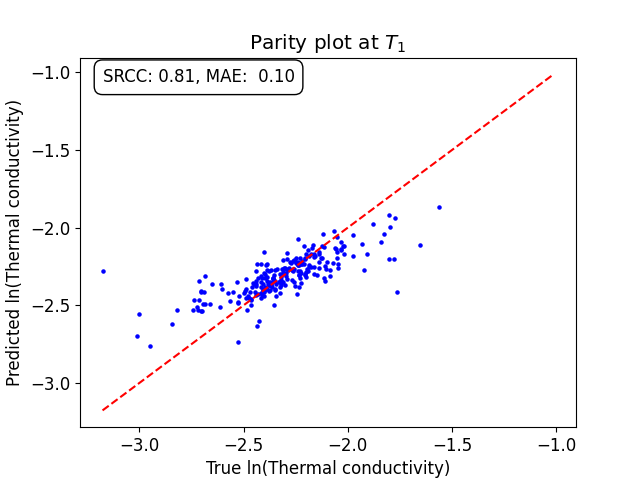 Parity plot at T₁
SRCC: 0.81, MAE:  0.10
Predicted ln(Thermal conductivity)
−1.0
−1.5
−2.0
−2.5
−3.0
−3.0 −2.5 −2.0 −1.5 −1.0
True ln(Thermal conductivity)